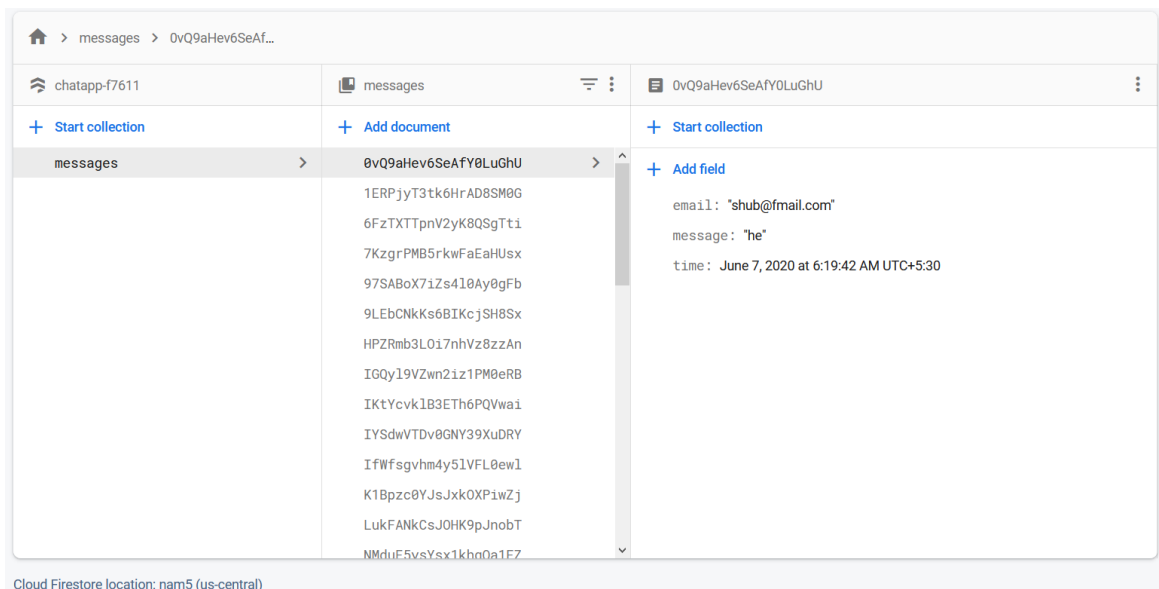 messages > 0vQ9aHev6SeAf...
chatapp-f7611
messages
0vQ9aHev6SeAfY0LuGhU
+ Start collection
+ Add document
+ Start collection
messages
0vQ9aHev6SeAfY0LuGhU
1ERPjyT3tk6HrAD8SM0G
6FzTXTTpnV2yK8QSgTti
7KzgrPMB5rkwFaEaHUsx
97SABoX7iZs4l0Ay0gFb
9LEbCNkKs6BIKcjSH8Sx
HPZRmb3LOi7nhVz8zzAn
IGQyl9VZwn2iz1PM0eRB
IKtYcvklB3ETh6PQVwai
IYSdwVTDv0GNY39XuDRY
IfWfsgvhm4y5lVFL0ewl
K1Bpzc0YJsJxkOXPiwZj
LukFANkCsJOHK9pJnobT
+ Add field
email: "shub@fmail.com"
message: "he"
time: June 7, 2020 at 6:19:42 AM UTC+5:30
Cloud Firestore location: nam5 (us-central)